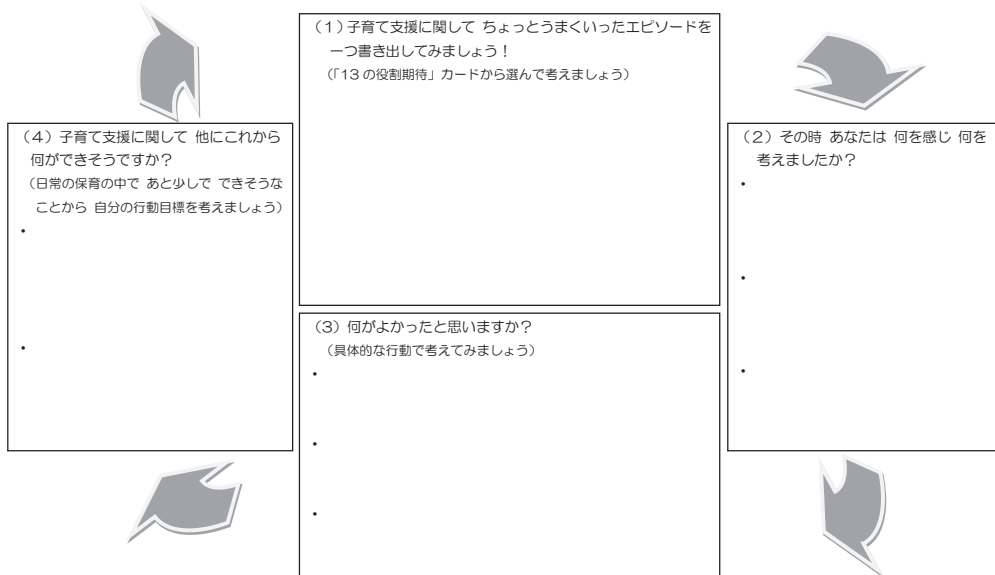 （1）子育て支援に関して ちょっとうまくいったエピソードを
一つ書き出してみましょう！
（「13の役割期待」カードから選んで考えましょう）
（2）その時 あなたは 何を感じ 何を
考えましたか？
・
・
・
（3）何がよかったと思いますか？
（具体的な行動で考えてみましょう）
・
・
・
（4）子育て支援に関して 他にこれから
何ができそうですか？
（日常の保育の中で あと少しで できそうな
ことから 自分の行動目標を考えましょう）
・
・